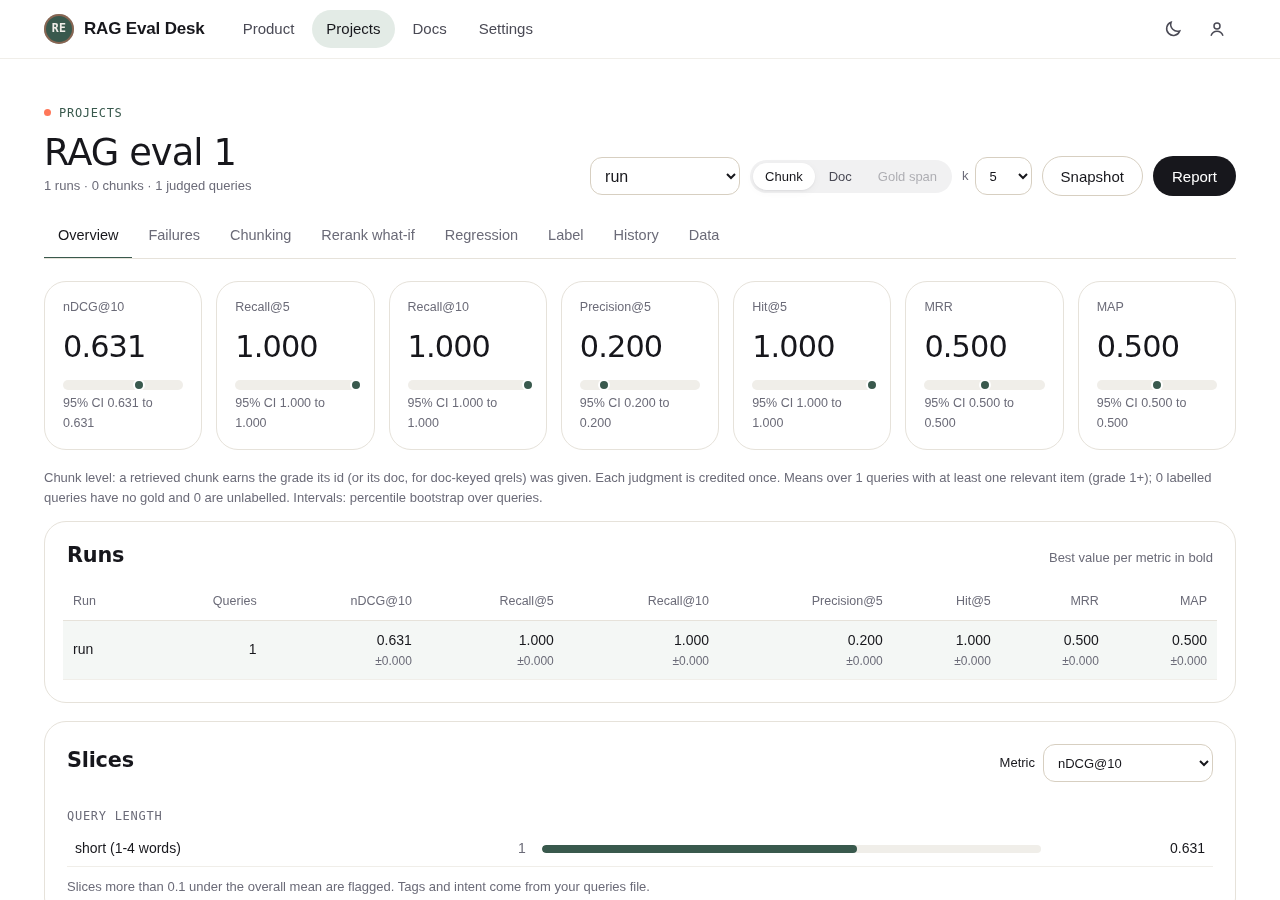 RE RAG Eval Desk Product Projects Docs Settings
PROJECTS
RAG eval 1
1 runs · 0 chunks · 1 judged queries
run Chunk Doc Gold span k 5 Snapshot Report
Overview Failures Chunking Rerank what-if Regression Label History Data
nDCG@10 Recall@5 Recall@10 Precision@5 Hit@5 MRR MAP
0.631 1.000 1.000 0.200 1.000 0.500 0.500
95% CI 0.631 to 95% CI 1.000 to 95% CI 1.000 to 95% CI 0.200 to 95% CI 1.000 to 95% CI 0.500 to 95% CI 0.500 to
0.631 1.000 1.000 0.200 1.000 0.500 0.500
Chunk level: a retrieved chunk earns the grade its id (or its doc, for doc-keyed qrels) was given. Each judgment is credited once. Means over 1 queries with at least one relevant item (grade 1+); 0 labelled
queries have no gold and 0 are unlabelled. Intervals: percentile bootstrap over queries.
Runs Best value per metric in bold
Run Queries nDCG@10 Recall@5 Recall@10 Precision@5 Hit@5 MRR MAP
run 1 0.631 1.000 1.000 0.200 1.000 0.500 0.500
±0.000 ±0.000 ±0.000 ±0.000 ±0.000 ±0.000 ±0.000
Slices Metric nDCG@10
QUERY LENGTH
short (1-4 words) 1 0.631
Slices more than 0.1 under the overall mean are flagged. Tags and intent come from your queries file.